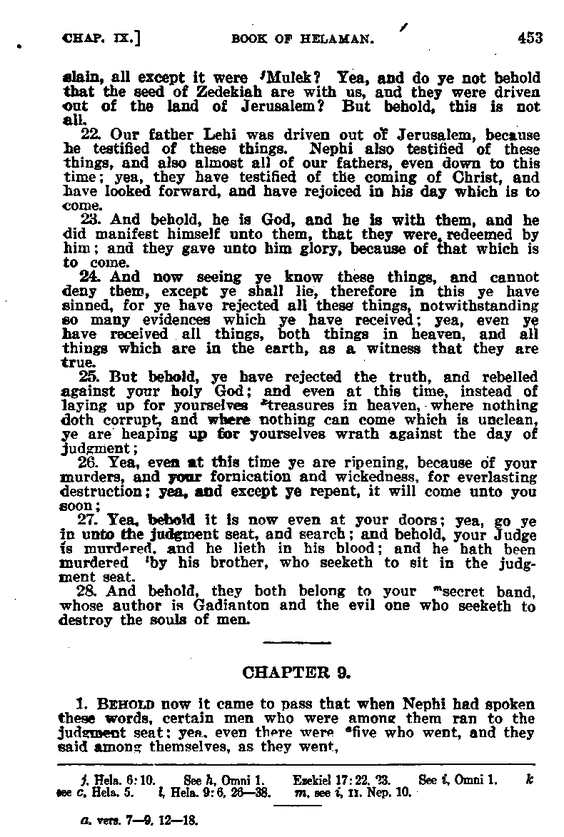 CHAP. IX.] BOOK OF HELAMAN. 453
slain, all except it were jMulek? Yea, and do ye not behold
that the seed of Zedekiah are with us, and they were driven
out of the land of Jerusalem? But behold, this is not
all.
22. Our father Lehi was driven out of Jerusalem, because
he testified of these things. Nephi also testified of these
things, and also almost all of our fathers, even down to this
time; yea, they have testified of the coming of Christ, and
have looked forward, and have rejoiced in his day which is to
come.
23. And behold, he is God, and he is with them, and he
did manifest himself unto them, that they were redeemed by
him; and they gave unto him glory, because of that which is
to come.
24. And now seeing ye know these things, and cannot
deny them, except ye shall lie, therefore in this ye have
sinned, for ye have rejected all these things, notwithstanding
so many evidences which ye have received; yea, even ye
have received all things, both things in heaven, and all
things which are in the earth, as a witness that they are
true.
25. But behold, ye have rejected the truth, and rebelled
against your holy God; and even at this time, instead of
laying up for yourselves ktreasures in heaven, where nothing
doth corrupt, and where nothing can come which is unclean,
ye are heaping up for yourselves wrath against the day of
judgment;
26. Yea, even at this time ye are ripening, because of your
murders, and your fornication and wickedness, for everlasting
destruction; yea, and except ye repent, it will come unto you
soon;
27. Yea, behold it is now even at your doors; yea, go ye
in unto the judgment seat, and search; and behold, your Judge
is murdered, and he lieth in his blood; and he hath been
murdered lby his brother, who seeketh to sit in the judg-
ment seat.
28. And behold, they both belong to your msecret band,
whose author is Gadianton and the evil one who seeketh to
destroy the souls of men.
CHAPTER 9.
1. BEHOLD now it came to pass that when Nephi had spoken
these words, certain men who were among them ran to the
judgment seat; yea, even there were afive who went, and they
said among themselves, as they went,
j, Hela. 6:10. See h, Omni 1. Ezekiel 17:22, 23. See i, Omni 1. k
see c, Hela. 5. l, Hela. 9:6, 26—38. m, see i, II. Nep. 10.
a, vers. 7—9, 12—18.